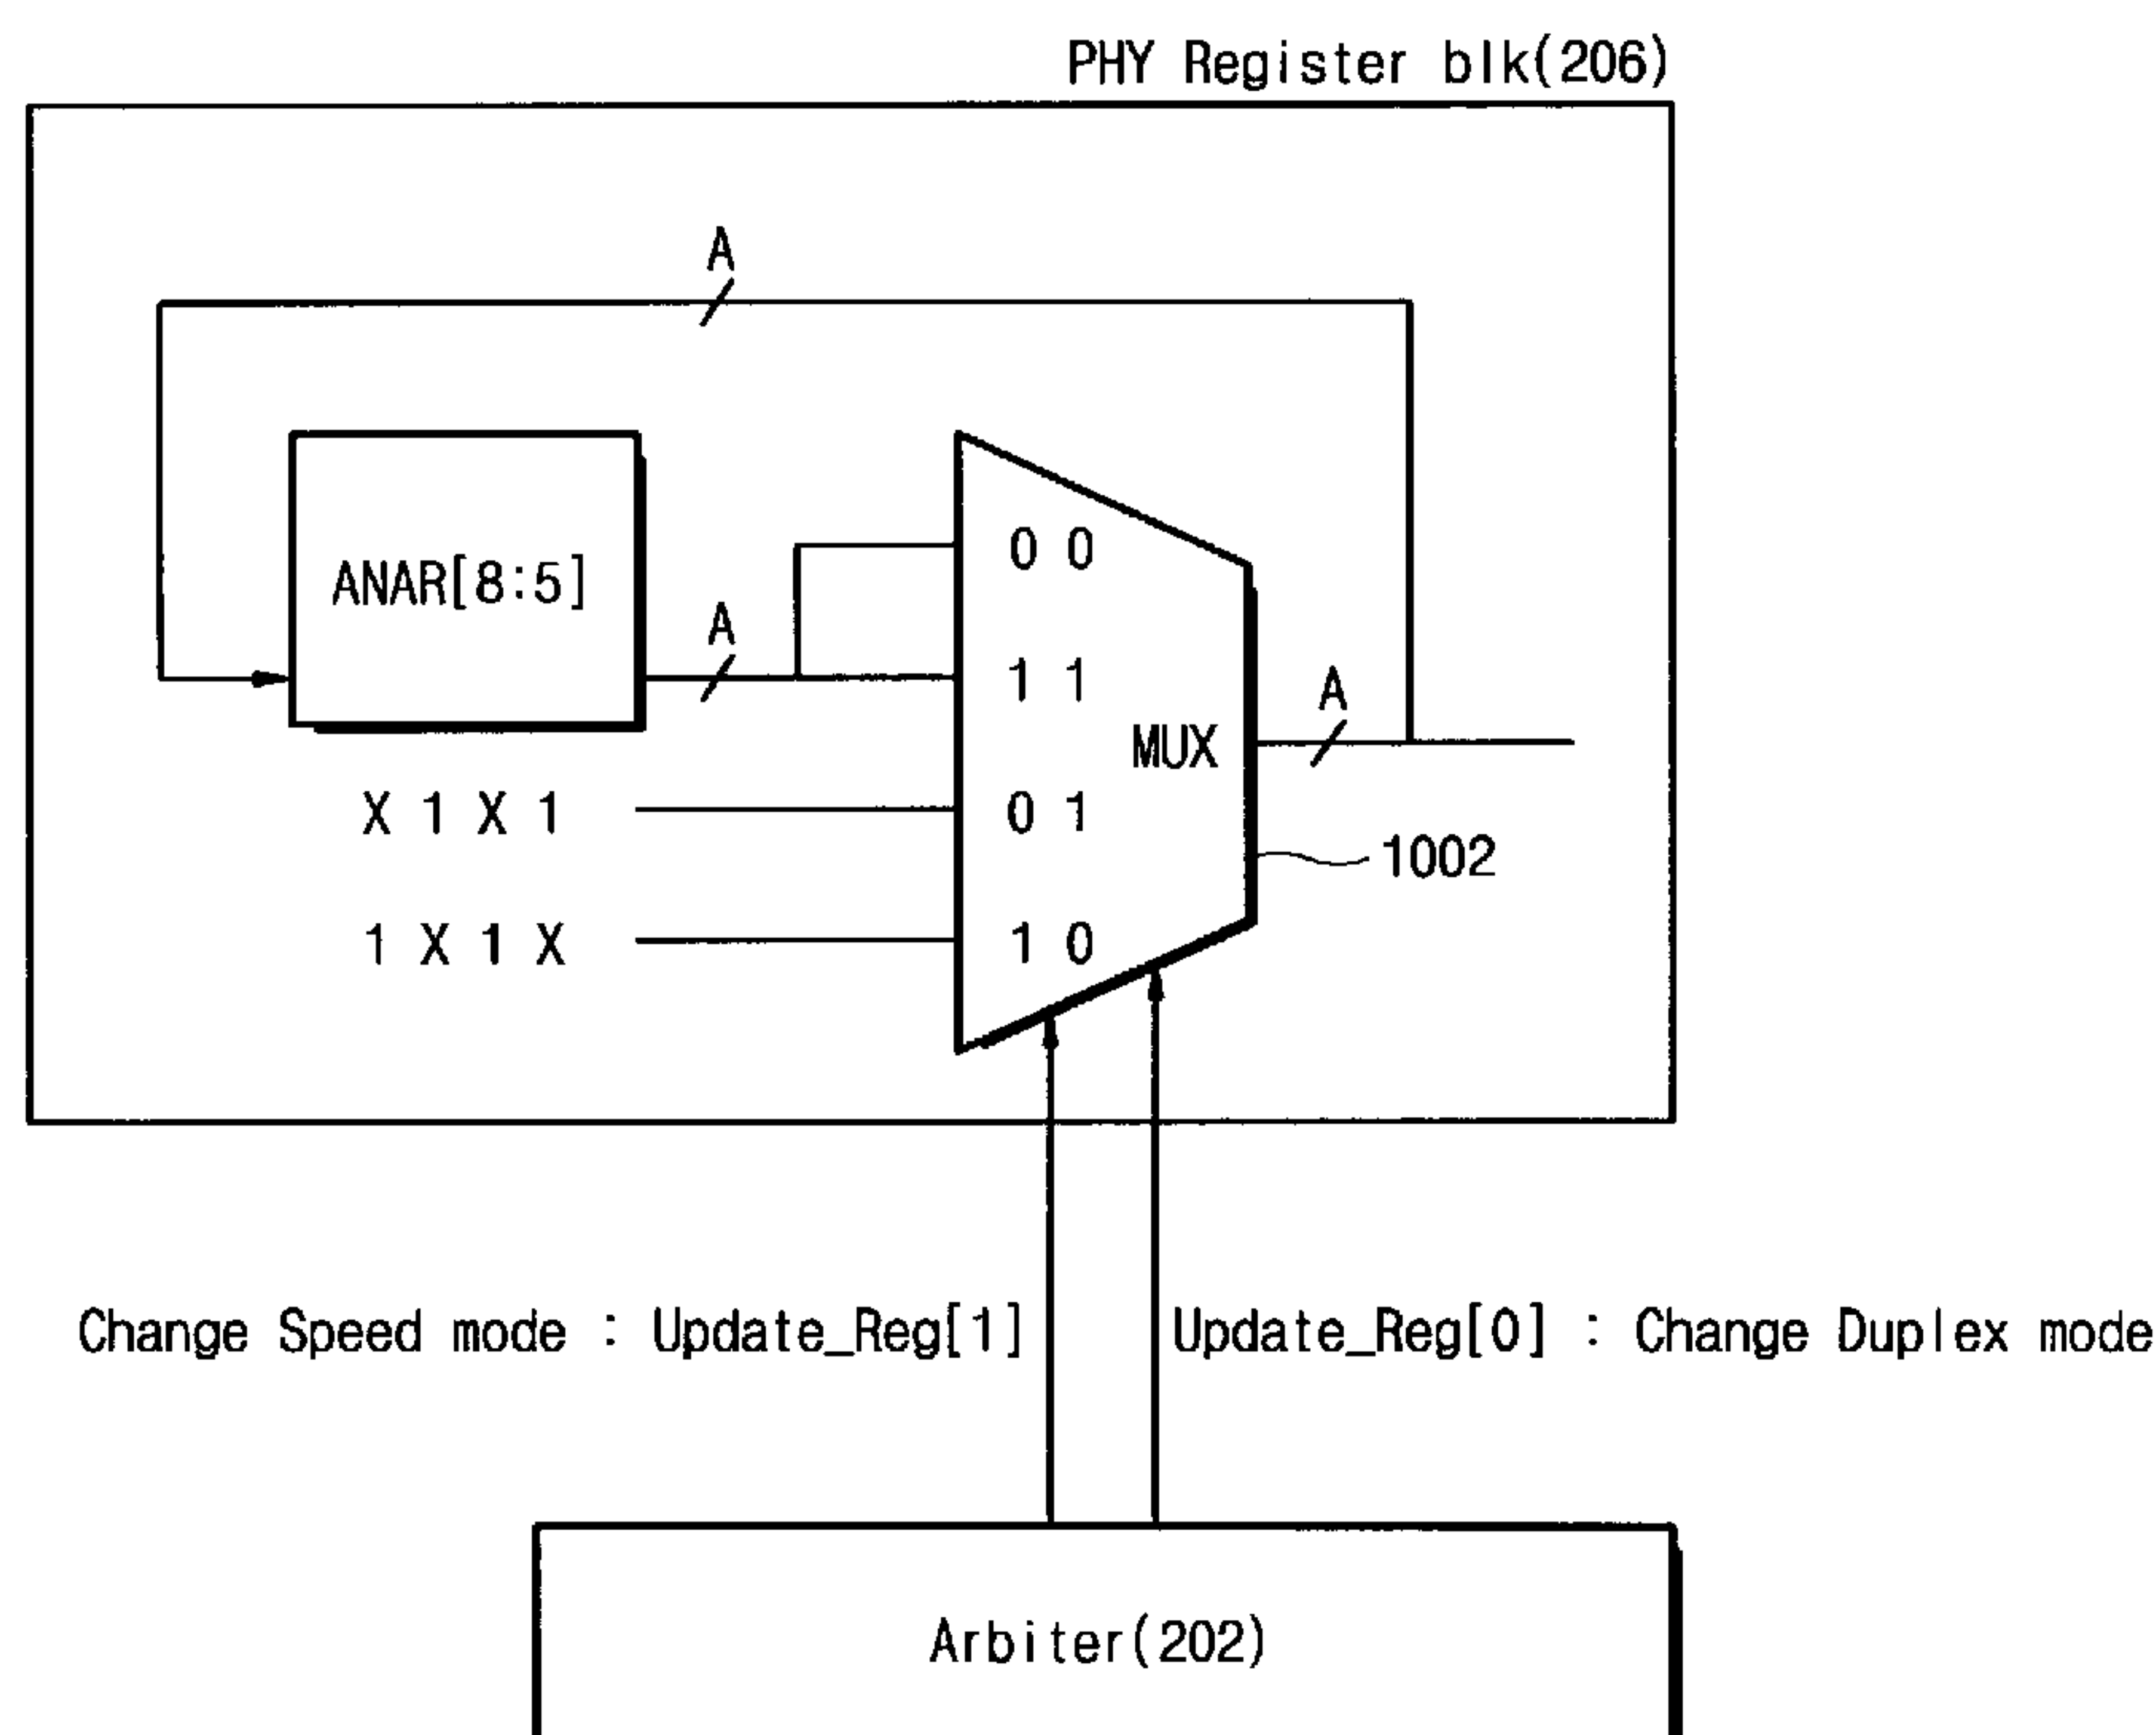 PHY Register blk(206)
A
0 0
ANAR[8:5]
A
1 1
A
MUX
X 1 X 1
0 1
1002
1 X 1 X
1 0
Change Speed mode : Update_Reg[1]
Update_Reg[0] : Change Duplex mode
Arbiter(202)